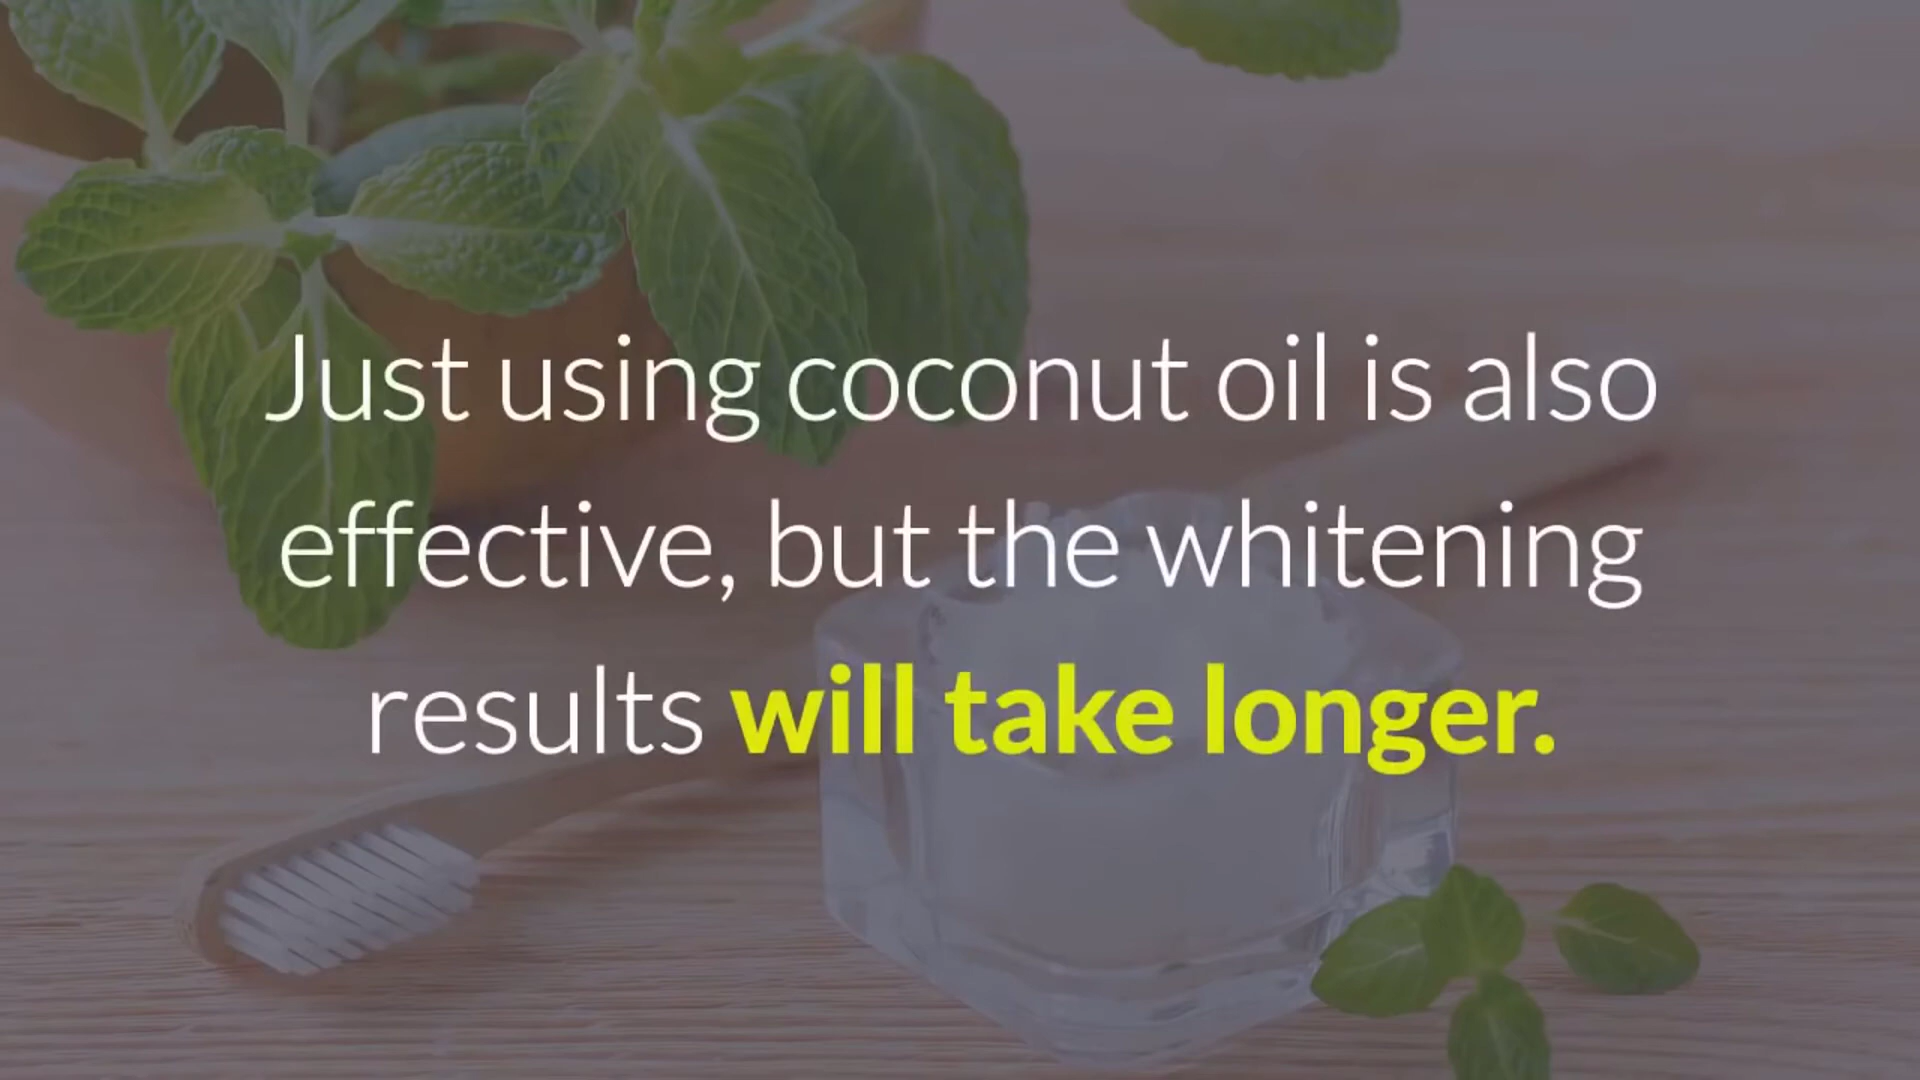 Just using coconut oil is also
effective, but the whitening
results will take longer.